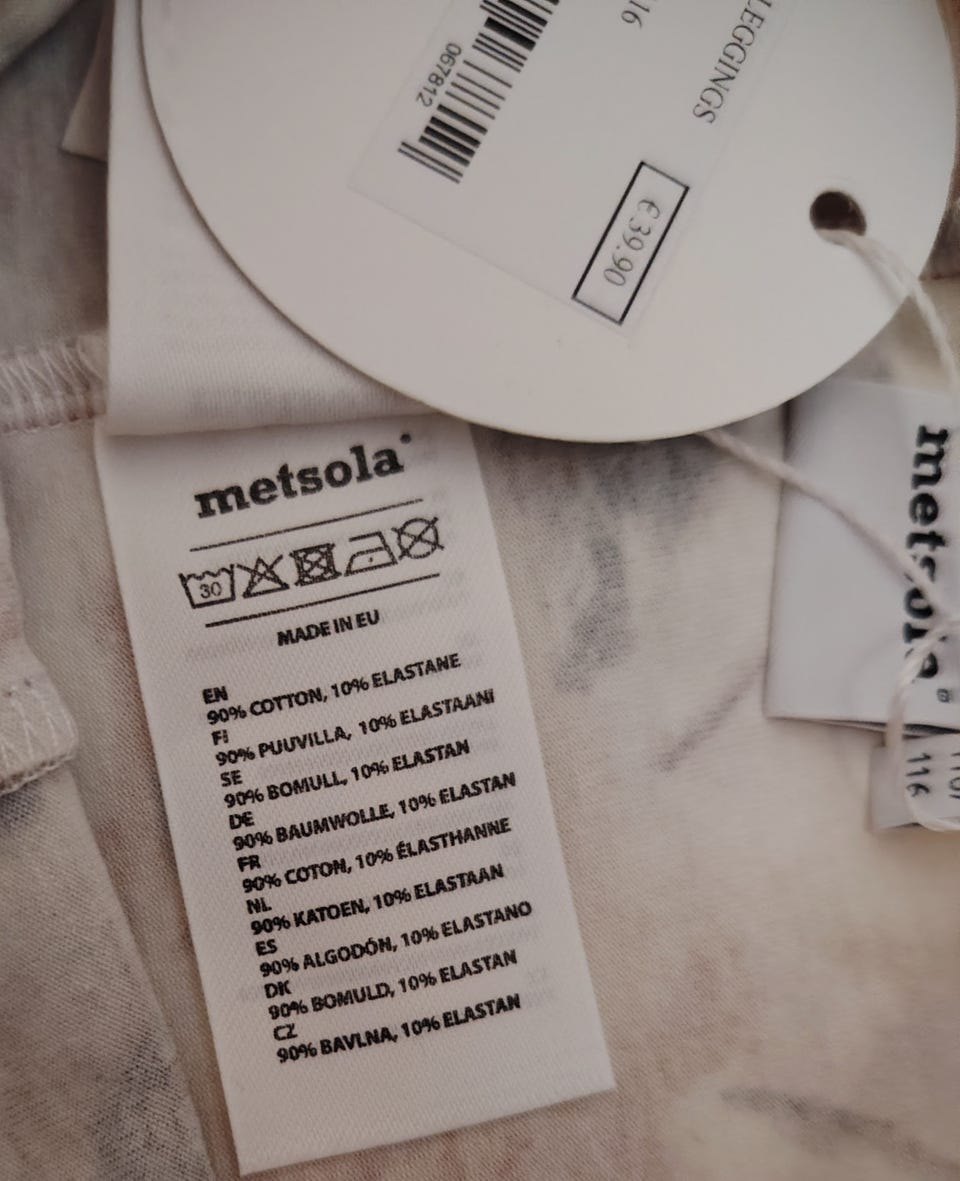 067812
116
LEGGINGS
€ 39.90
metsola
30
MADE IN EU
EN
90% COTTON, 10% ELASTANE
FI
90% PUUVILLA, 10% ELASTAANI
SE
90% BOMULL, 10% ELASTAN
DE
90% BAUMWOLLE, 10% ELASTAN
FR
90% COTON, 10% ÉLASTHANNE
NL
90% KATOEN, 10% ELASTAAN
ES
90% ALGODÓN, 10% ELASTANO
DK
90% BOMULD, 10% ELASTAN
CZ
90% BAVLNA, 10% ELASTAN
metsola
116